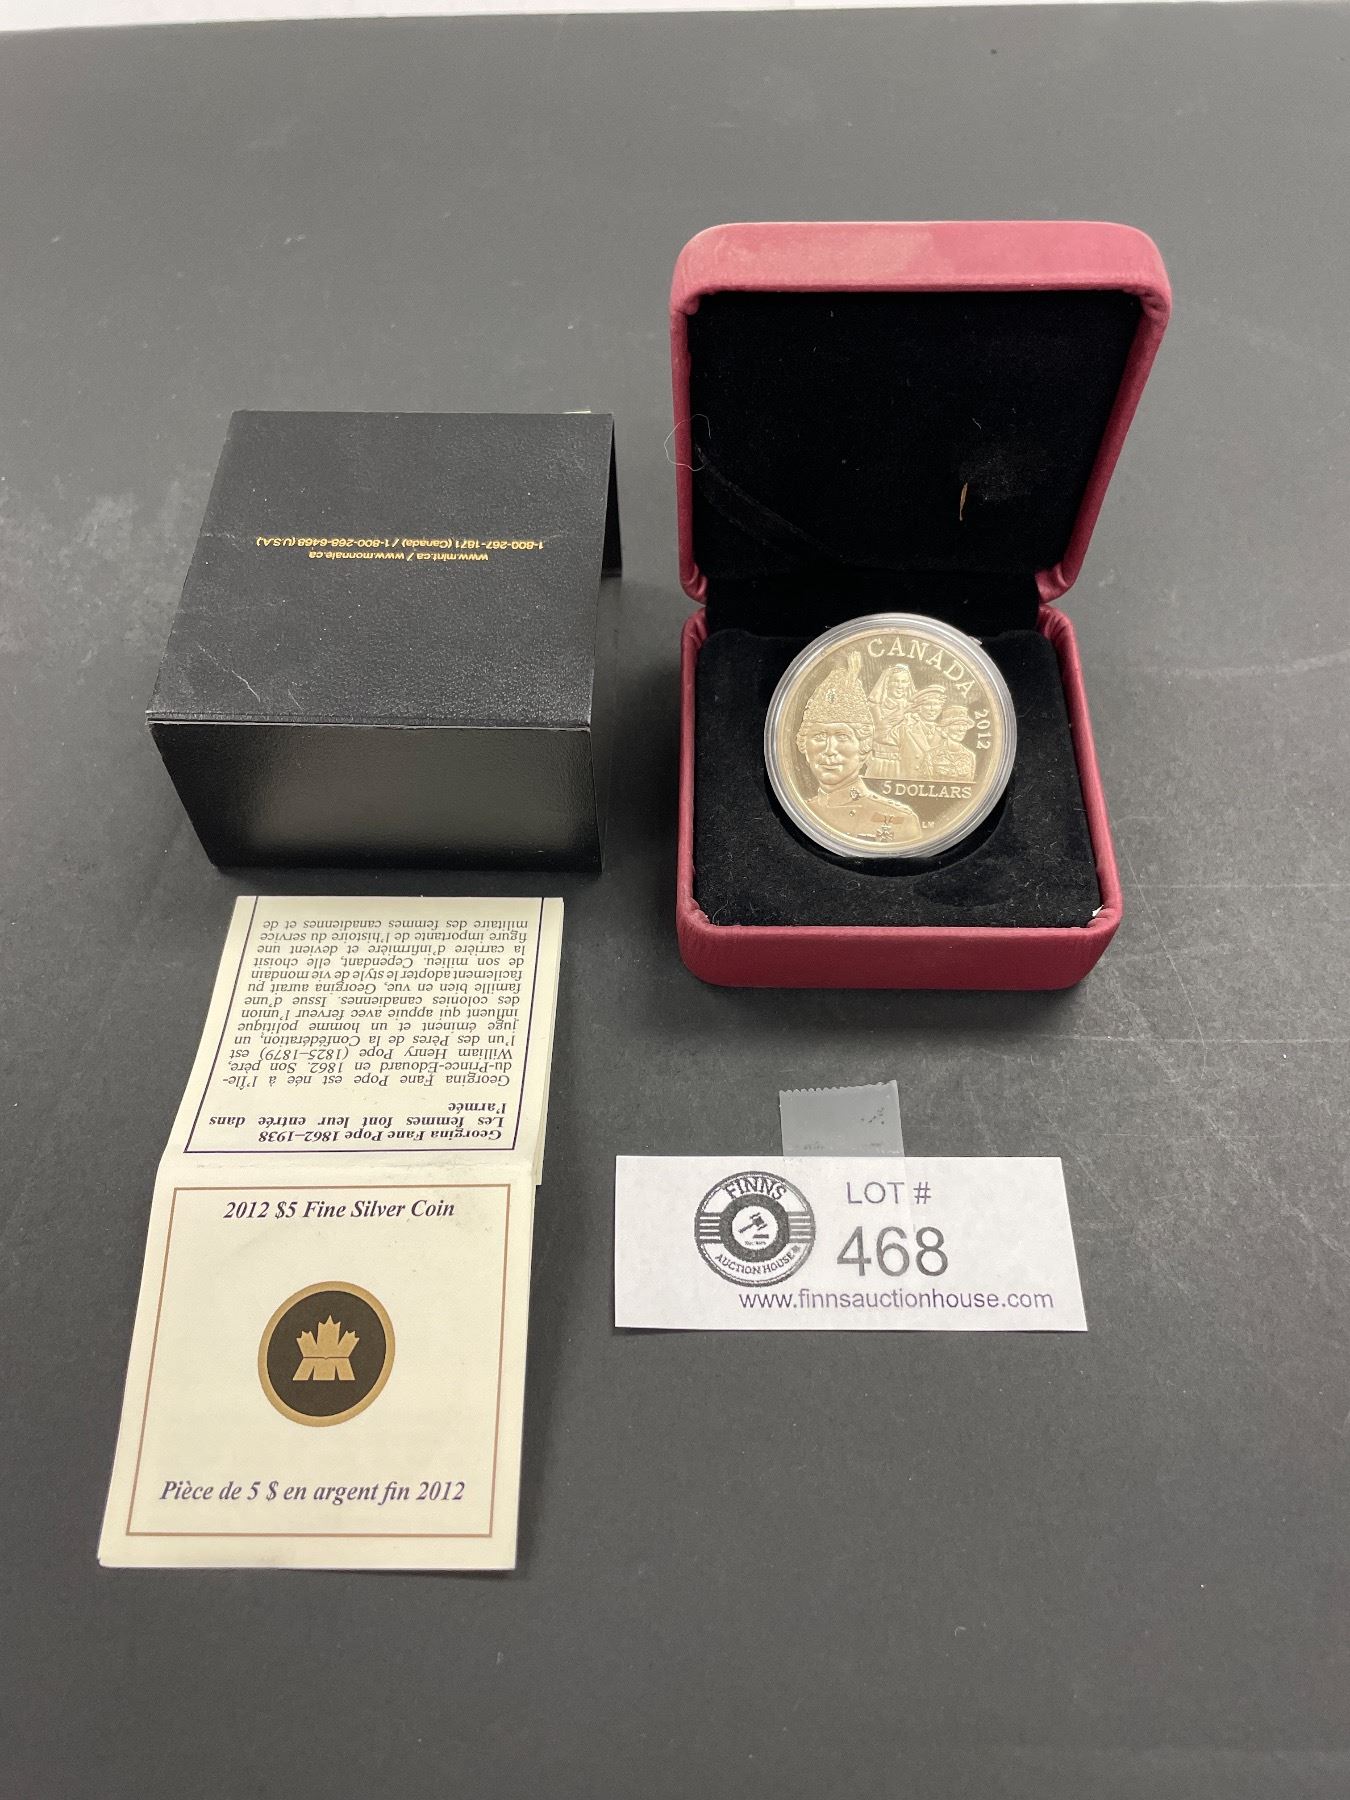 www.mint.ca / www.monnaie.ca
1-800-267-1871 (Canada) / 1-800-268-6468 (U.S.A.)
CANADA 2012
5 DOLLARS
LM
Georgina Fane Pope 1862–1938
Les femmes font leur entrée dans
l'armée
Georgina Fane Pope est née à l'Île-
du-Prince-Édouard en 1862. Son père,
William Henry Pope (1825–1879) est
l'un des Pères de la Confédération, un
juge éminent et un homme politique
influent qui appuie avec ferveur l'union
des colonies canadiennes. Issue d'une
famille bien en vue, Georgina aurait pu
facilement adopter le style de vie mondain
de son milieu. Cependant, elle choisit
la carrière d'infirmière et devient une
figure importante de l'histoire du service
militaire des femmes canadiennes et de
2012 $5 Fine Silver Coin
Pièce de 5 $ en argent fin 2012
FINNS
AUCTION HOUSE
LOT #
468
www.finnsauctionhouse.com